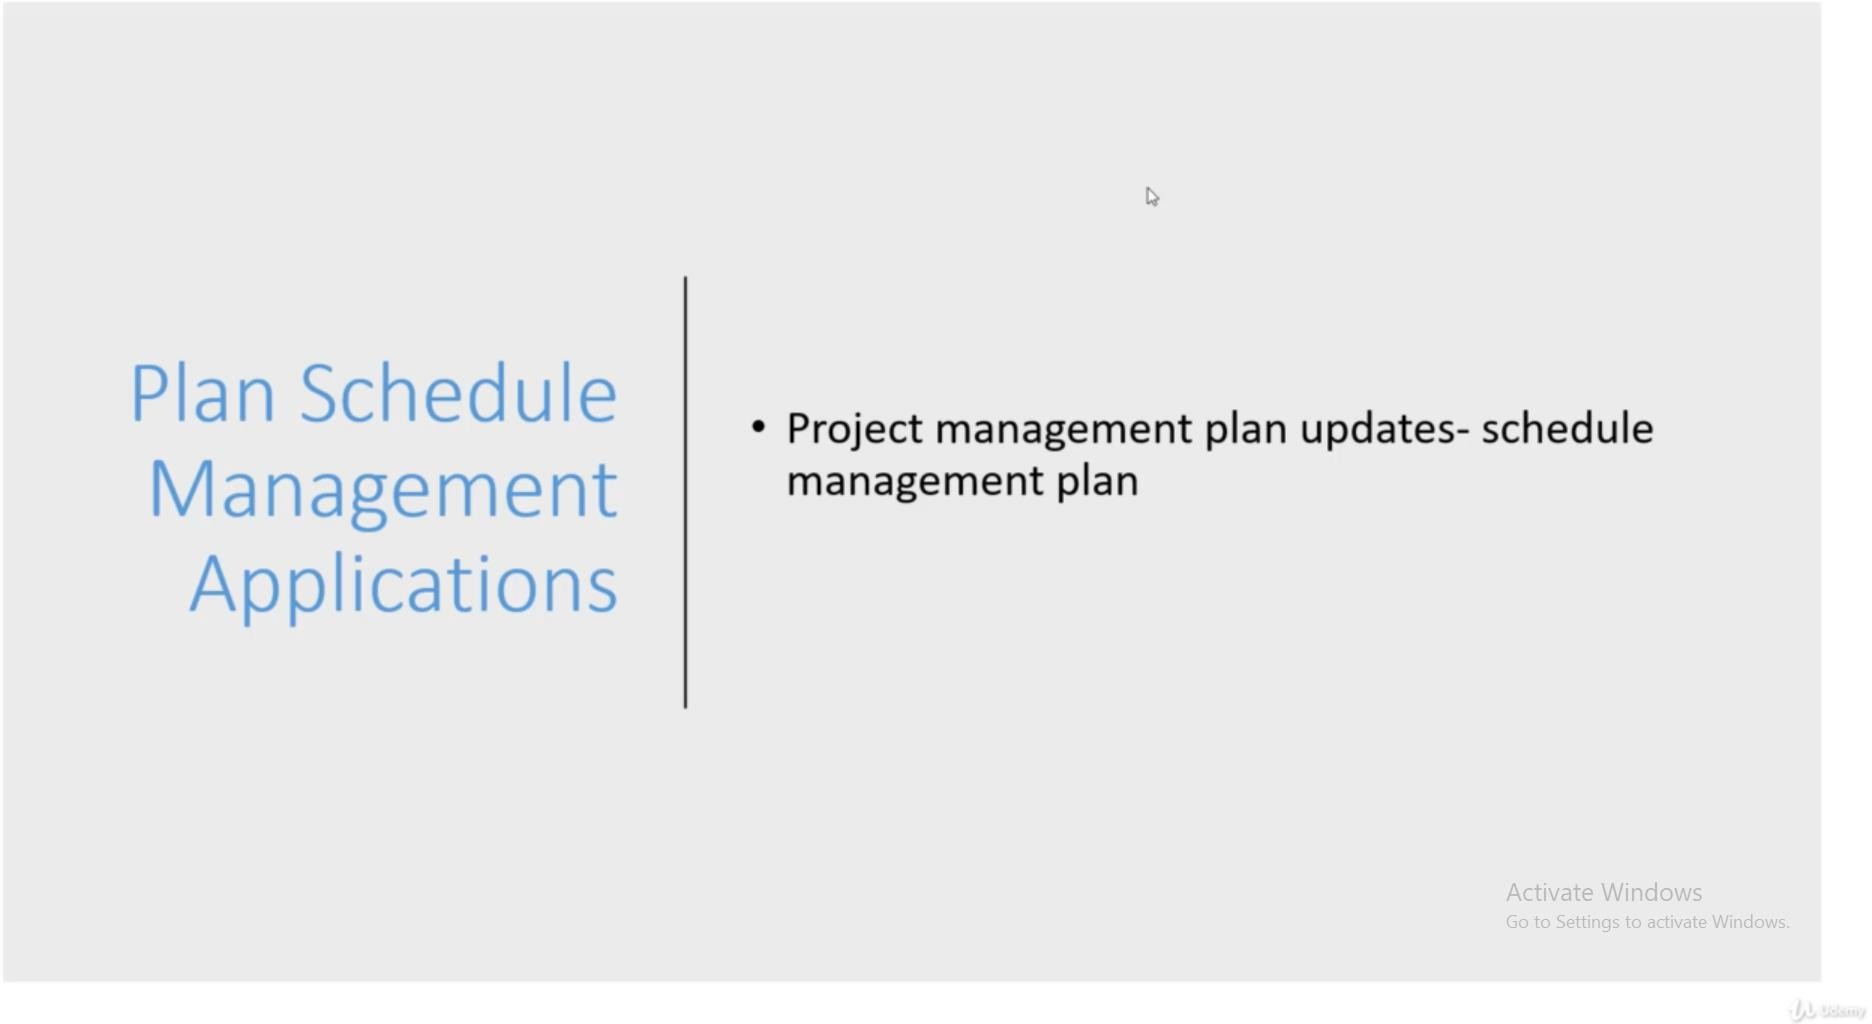 Plan Schedule
Management
Applications
• Project management plan updates- schedule
management plan
Activate Windows
Go to Settings to activate Windows.
Udemy